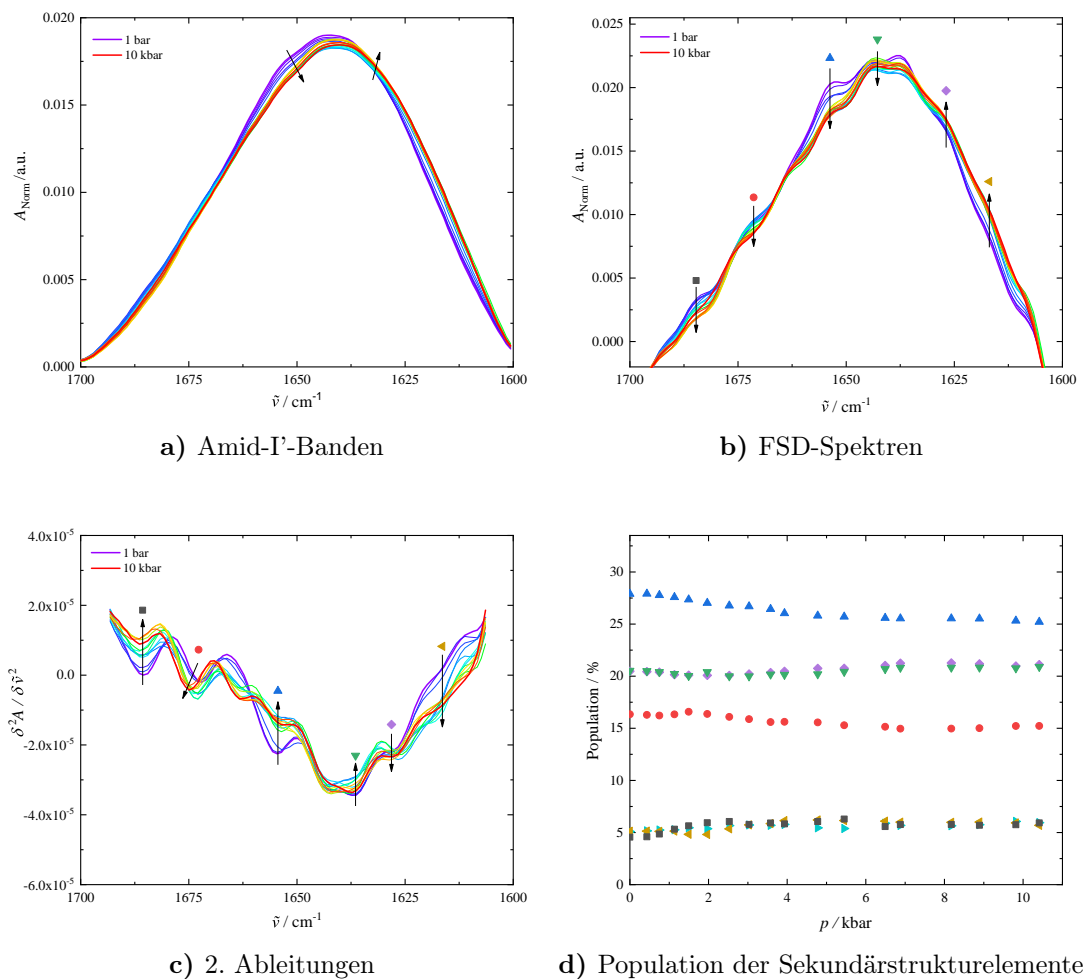 0.020
0.015
0.010
0.005
0.000
A_Norm / a.u.
1 bar
10 kbar
1700
1675
1650
1625
1600
ṽ / cm⁻¹
a) Amid-I'-Banden
0.025
0.020
0.015
0.010
0.005
0.000
A_Norm / a.u.
1 bar
10 kbar
1700
1675
1650
1625
1600
ṽ / cm⁻¹
b) FSD-Spektren
4.0x10⁻⁵
2.0x10⁻⁵
0.0
-2.0x10⁻⁵
-4.0x10⁻⁵
-6.0x10⁻⁵
δ²A / δṽ²
1 bar
10 kbar
1700
1675
1650
1625
1600
ṽ / cm⁻¹
c) 2. Ableitungen
30
25
20
15
10
5
0
Population / %
0
2
4
6
8
10
p / kbar
d) Population der Sekundärstrukturelemente